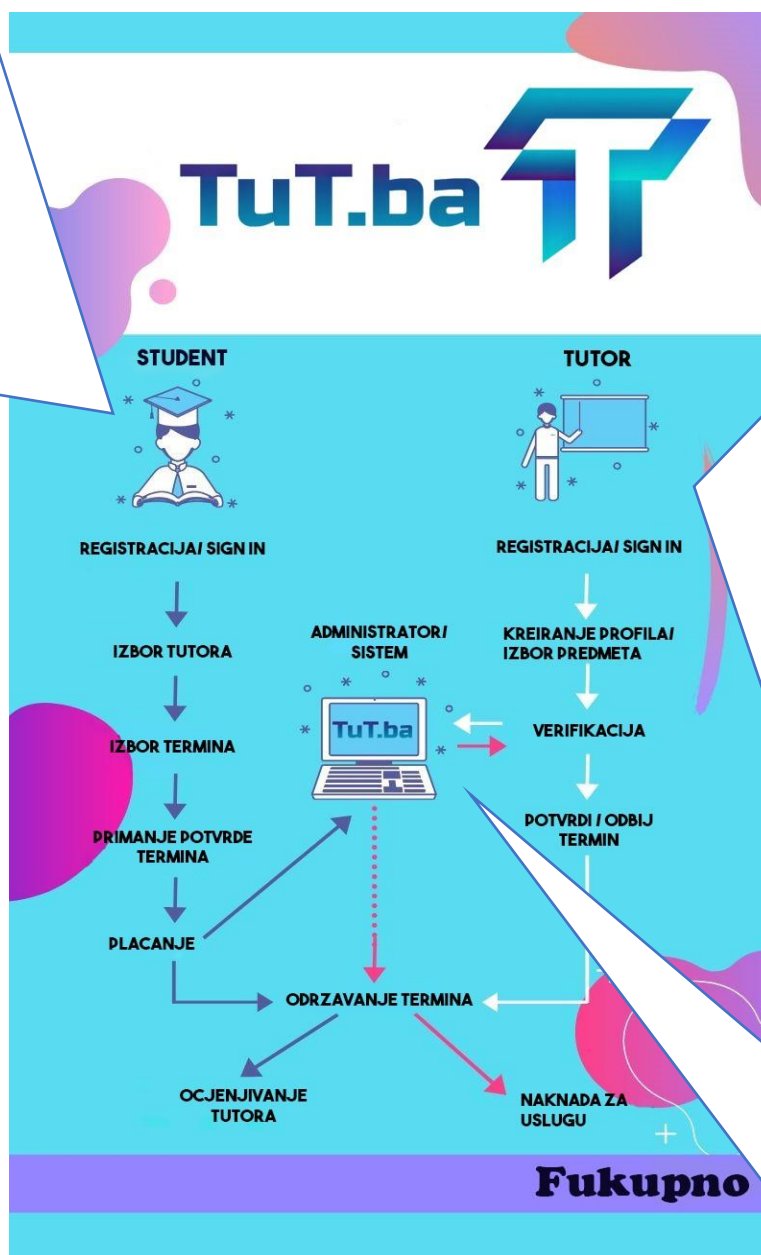 TuT.ba
STUDENT
TUTOR
REGISTRACIJA/ SIGN IN
IZBOR TUTORA
IZBOR TERMINA
PRIMANJE POTVRDE
TERMINA
PLACANJE
ADMINISTRATOR/
SISTEM
TuT.ba
REGISTRACIJA/ SIGN IN
KREIRANJE PROFILA/
IZBOR PREDMETA
VERIFIKACIJA
POTVRDI / ODBIJ
TERMIN
ODRZAVANJE TERMINA
OCJENJIVANJE
TUTORA
NAKNADA ZA
USLUGU
Fukupno